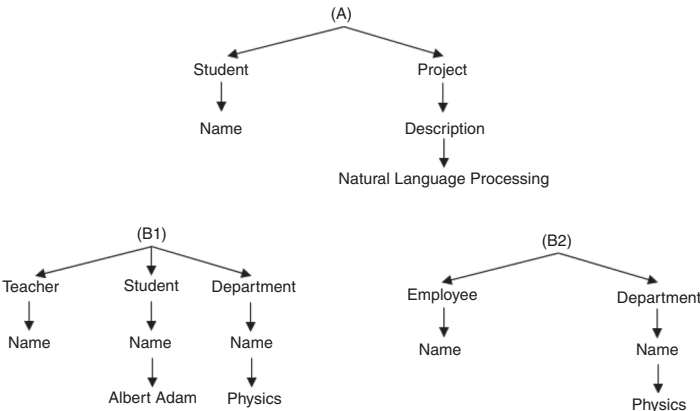 (A)
Student Project
Name Description
Natural Language Processing
(B1)
Teacher Student Department
Name Name Name
Albert Adam Physics
(B2)
Employee Department
Name Name
Physics